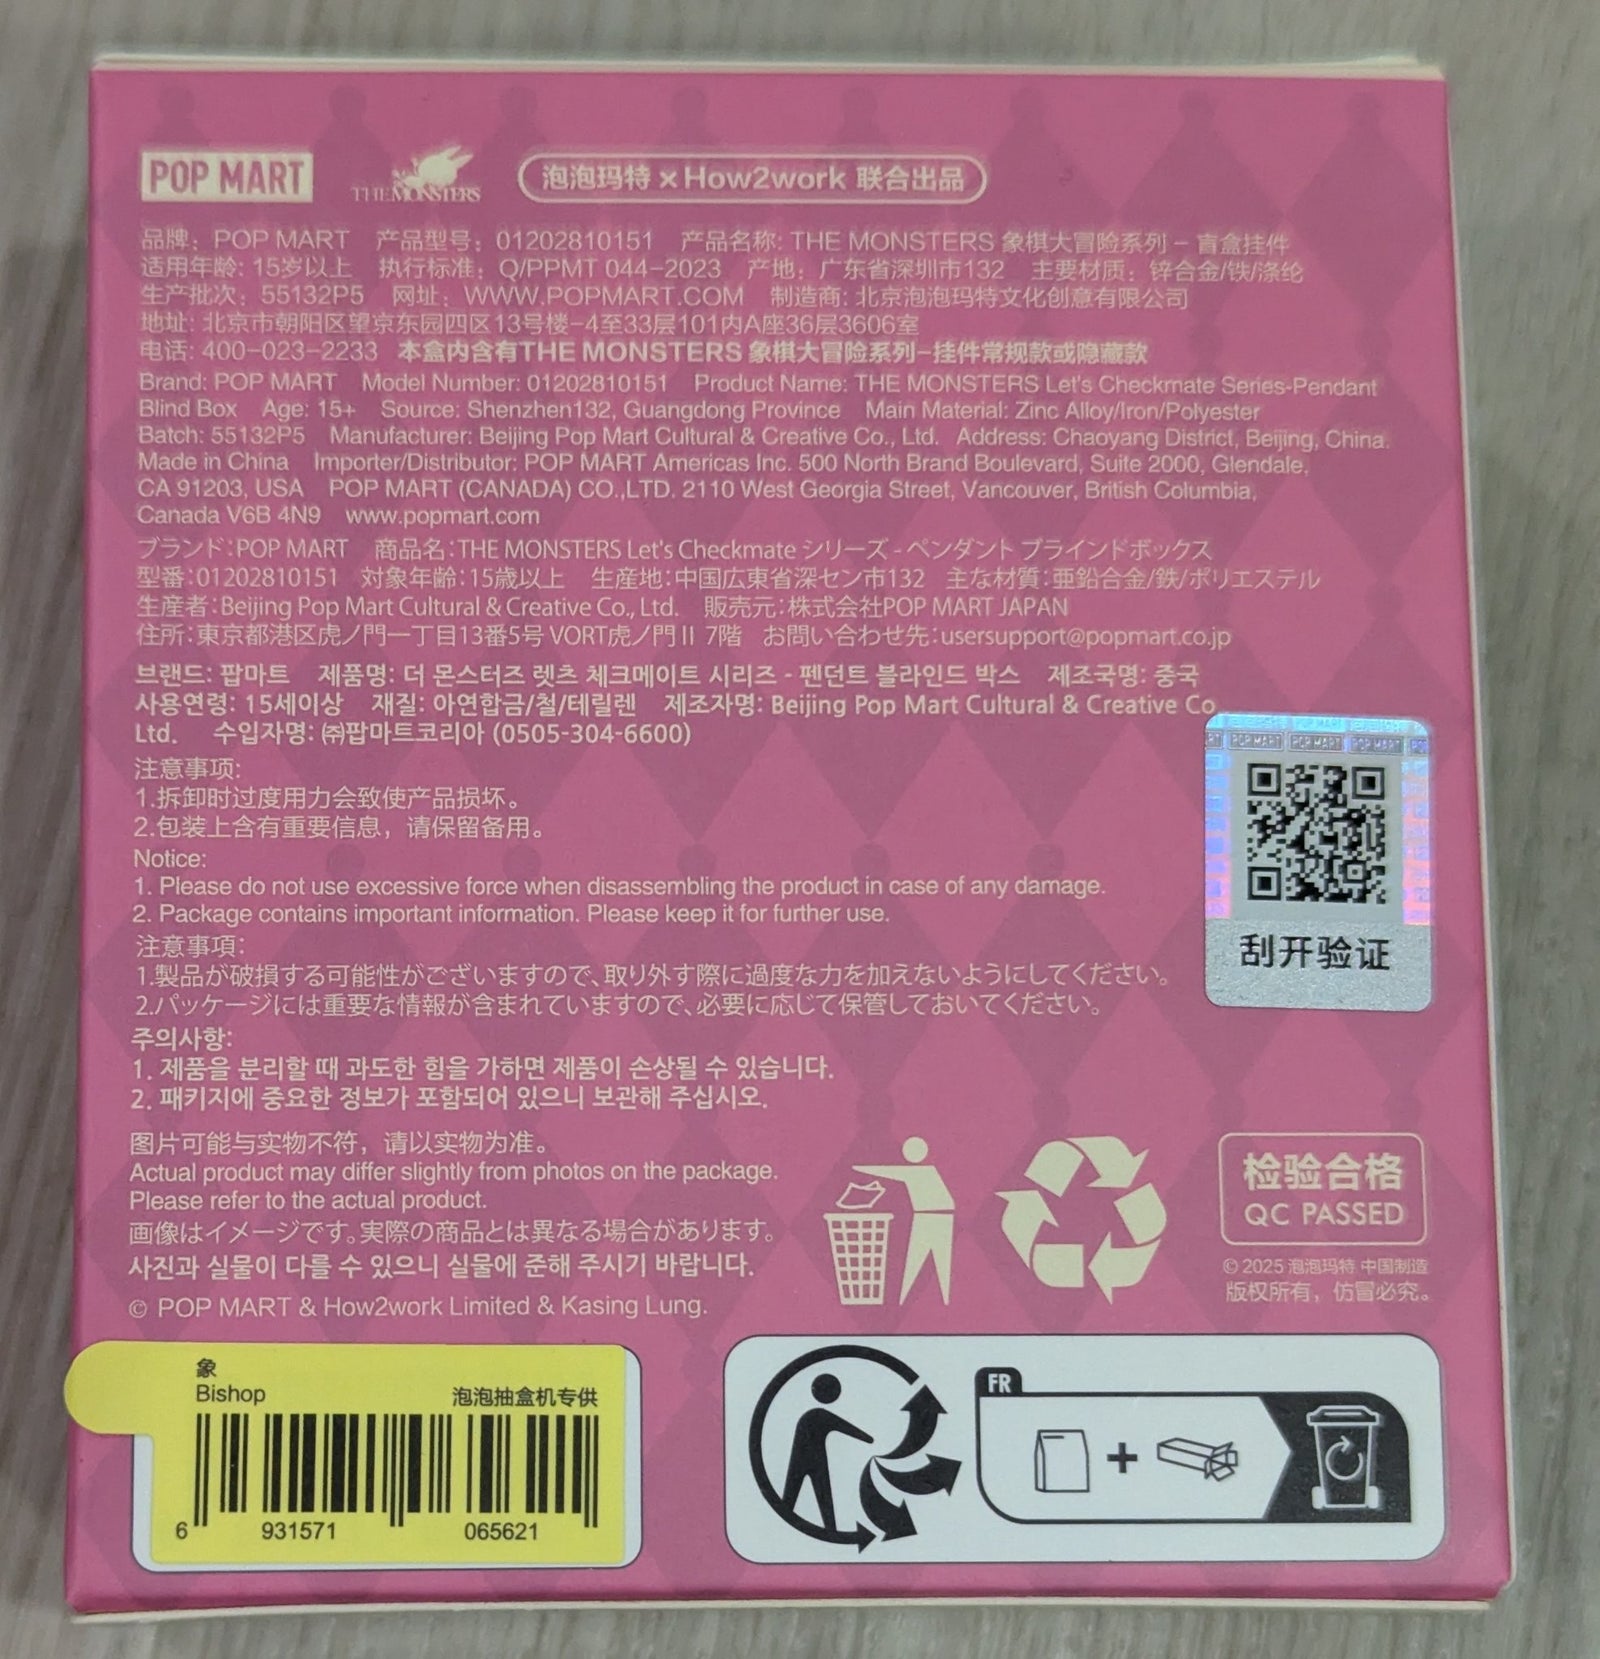 POP MART THE MONSTERS 泡泡玛特 x How2work 联合出品
品牌：POP MART 产品型号：01202810151 产品名称: THE MONSTERS 象棋大冒险系列 – 盲盒挂件
适用年龄: 15岁以上 执行标准：Q/PPMT 044–2023 产地：广东省深圳市132 主要材质：锌合金/铁/涤纶
生产批次：55132P5 网址：WWW.POPMART.COM 制造商: 北京泡泡玛特文化创意有限公司
地址: 北京市朝阳区望京东园四区13号楼–4至33层101内A座36层3606室
电话: 400–023–2233 本盒内含有THE MONSTERS 象棋大冒险系列–挂件常规款或隐藏款
Brand: POP MART Model Number: 01202810151 Product Name: THE MONSTERS Let's Checkmate Series-Pendant
Blind Box Age: 15+ Source: Shenzhen132, Guangdong Province Main Material: Zinc Alloy/Iron/Polyester
Batch: 55132P5 Manufacturer: Beijing Pop Mart Cultural & Creative Co., Ltd. Address: Chaoyang District, Beijing, China.
Made in China Importer/Distributor: POP MART Americas Inc. 500 North Brand Boulevard, Suite 2000, Glendale,
CA 91203, USA POP MART (CANADA) CO.,LTD. 2110 West Georgia Street, Vancouver, British Columbia,
Canada V6B 4N9 www.popmart.com
ブランド：POP MART 商品名：THE MONSTERS Let's Checkmate シリーズ - ペンダント ブラインドボックス
型番：01202810151 対象年齢：15歳以上 生産地：中国広東省深セン市132 主な材質：亜鉛合金/鉄/ポリエステル
生産者：Beijing Pop Mart Cultural & Creative Co., Ltd. 販売元：株式会社POP MART JAPAN
住所：東京都港区虎ノ門一丁目13番5号 VORT虎ノ門II 7階 お問い合わせ先：usersupport@popmart.co.jp
브랜드: 팝마트 제품명: 더 몬스터즈 렛츠 체크메이트 시리즈 - 펜던트 블라인드 박스 제조국명: 중국
사용연령: 15세이상 재질: 아연합금/철/테릴렌 제조자명: Beijing Pop Mart Cultural & Creative Co.
Ltd. 수입자명: ㈜팝마트코리아 (0505-304-6600)
注意事项:
1.拆卸时过度用力会致使产品损坏。
2.包装上含有重要信息，请保留备用。
Notice:
1. Please do not use excessive force when disassembling the product in case of any damage.
2. Package contains important information. Please keep it for further use.
注意事項：
1.製品が破損する可能性がございますので、取り外す際に過度な力を加えないようにしてください。
2.パッケージには重要な情報が含まれていますので、必要に応じて保管しておいてください。
주의사항:
1. 제품을 분리할 때 과도한 힘을 가하면 제품이 손상될 수 있습니다.
2. 패키지에 중요한 정보가 포함되어 있으니 보관해 주십시오.
图片可能与实物不符，请以实物为准。
Actual product may differ slightly from photos on the package.
Please refer to the actual product.
画像はイメージです。実際の商品とは異なる場合があります。
사진과 실물이 다를 수 있으니 실물에 준해 주시기 바랍니다.
© POP MART & How2work Limited & Kasing Lung.
POP MART POP MART POP MART
刮开验证
检验合格
QC PASSED
© 2025 泡泡玛特 中国制造
版权所有，仿冒必究。
象
Bishop 泡泡抽盒机专供
6 931571 065621
FR
+